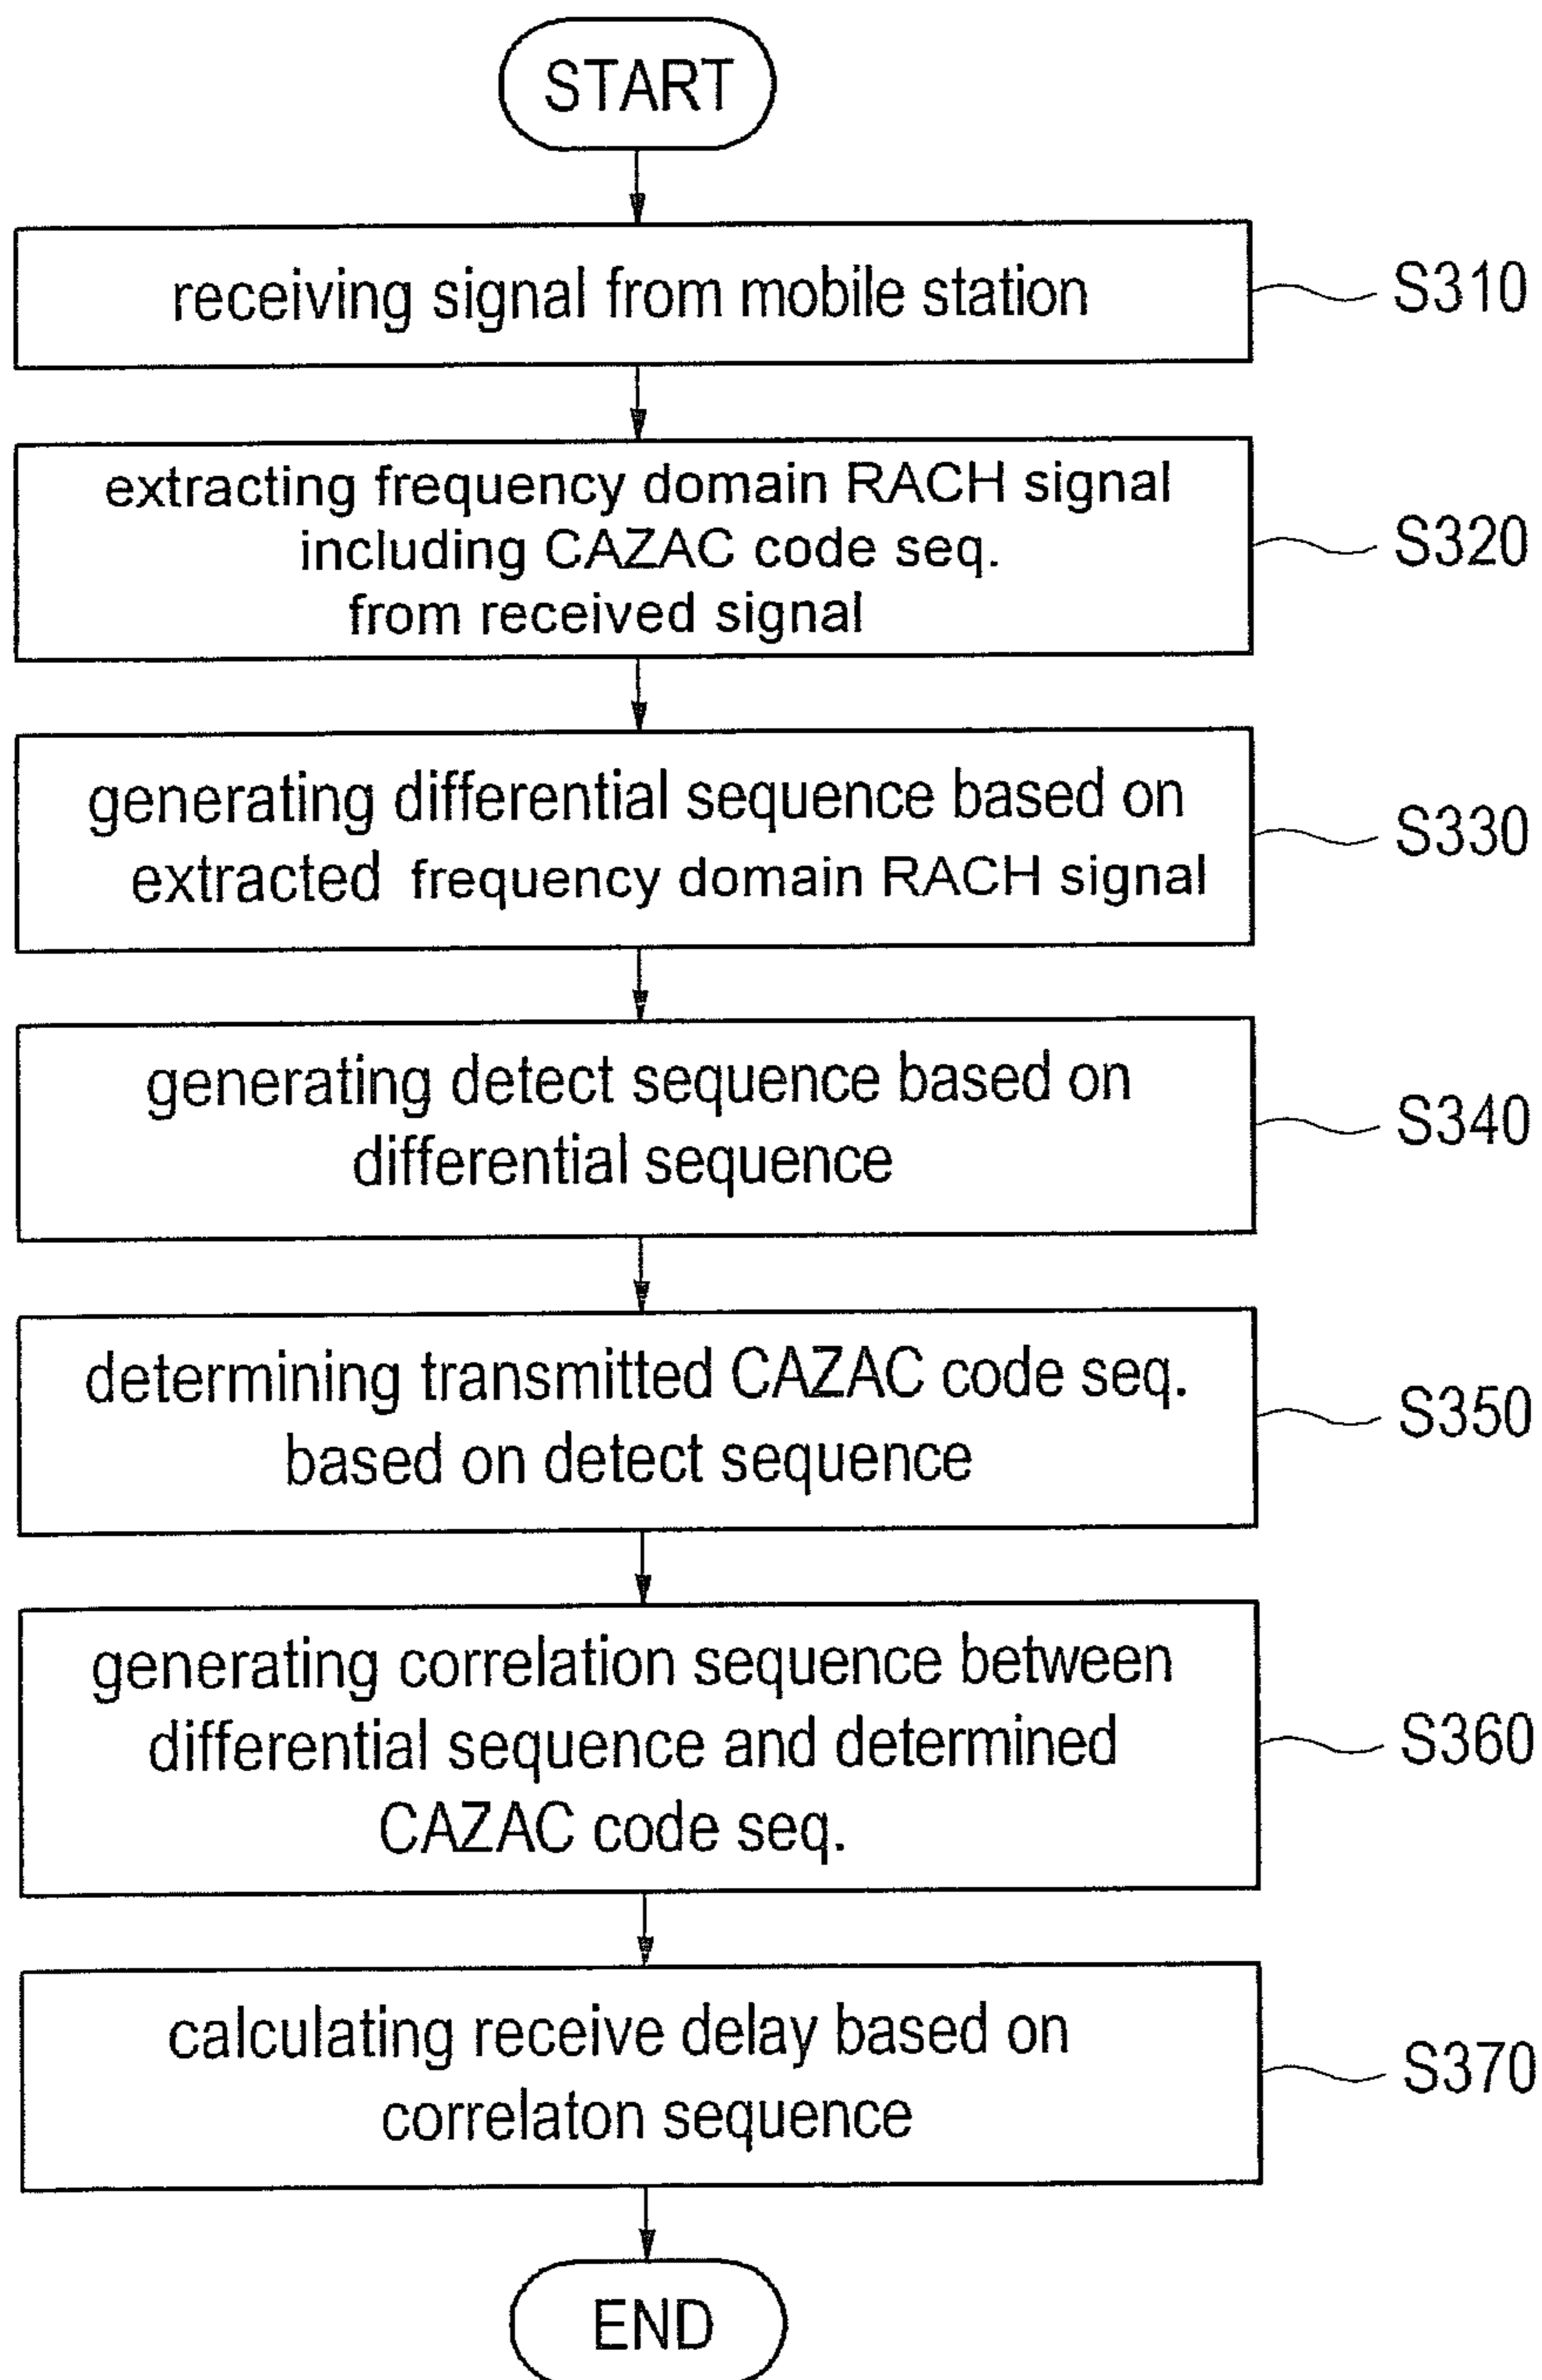 START
receiving signal from mobile station
S310
extracting frequency domain RACH signal
including CAZAC code seq.
from received signal
S320
generating differential sequence based on
extracted frequency domain RACH signal
S330
generating detect sequence based on
differential sequence
S340
determining transmitted CAZAC code seq.
based on detect sequence
S350
generating correlation sequence between
differential sequence and determined
CAZAC code seq.
S360
calculating receive delay based on
correlaton sequence
S370
END